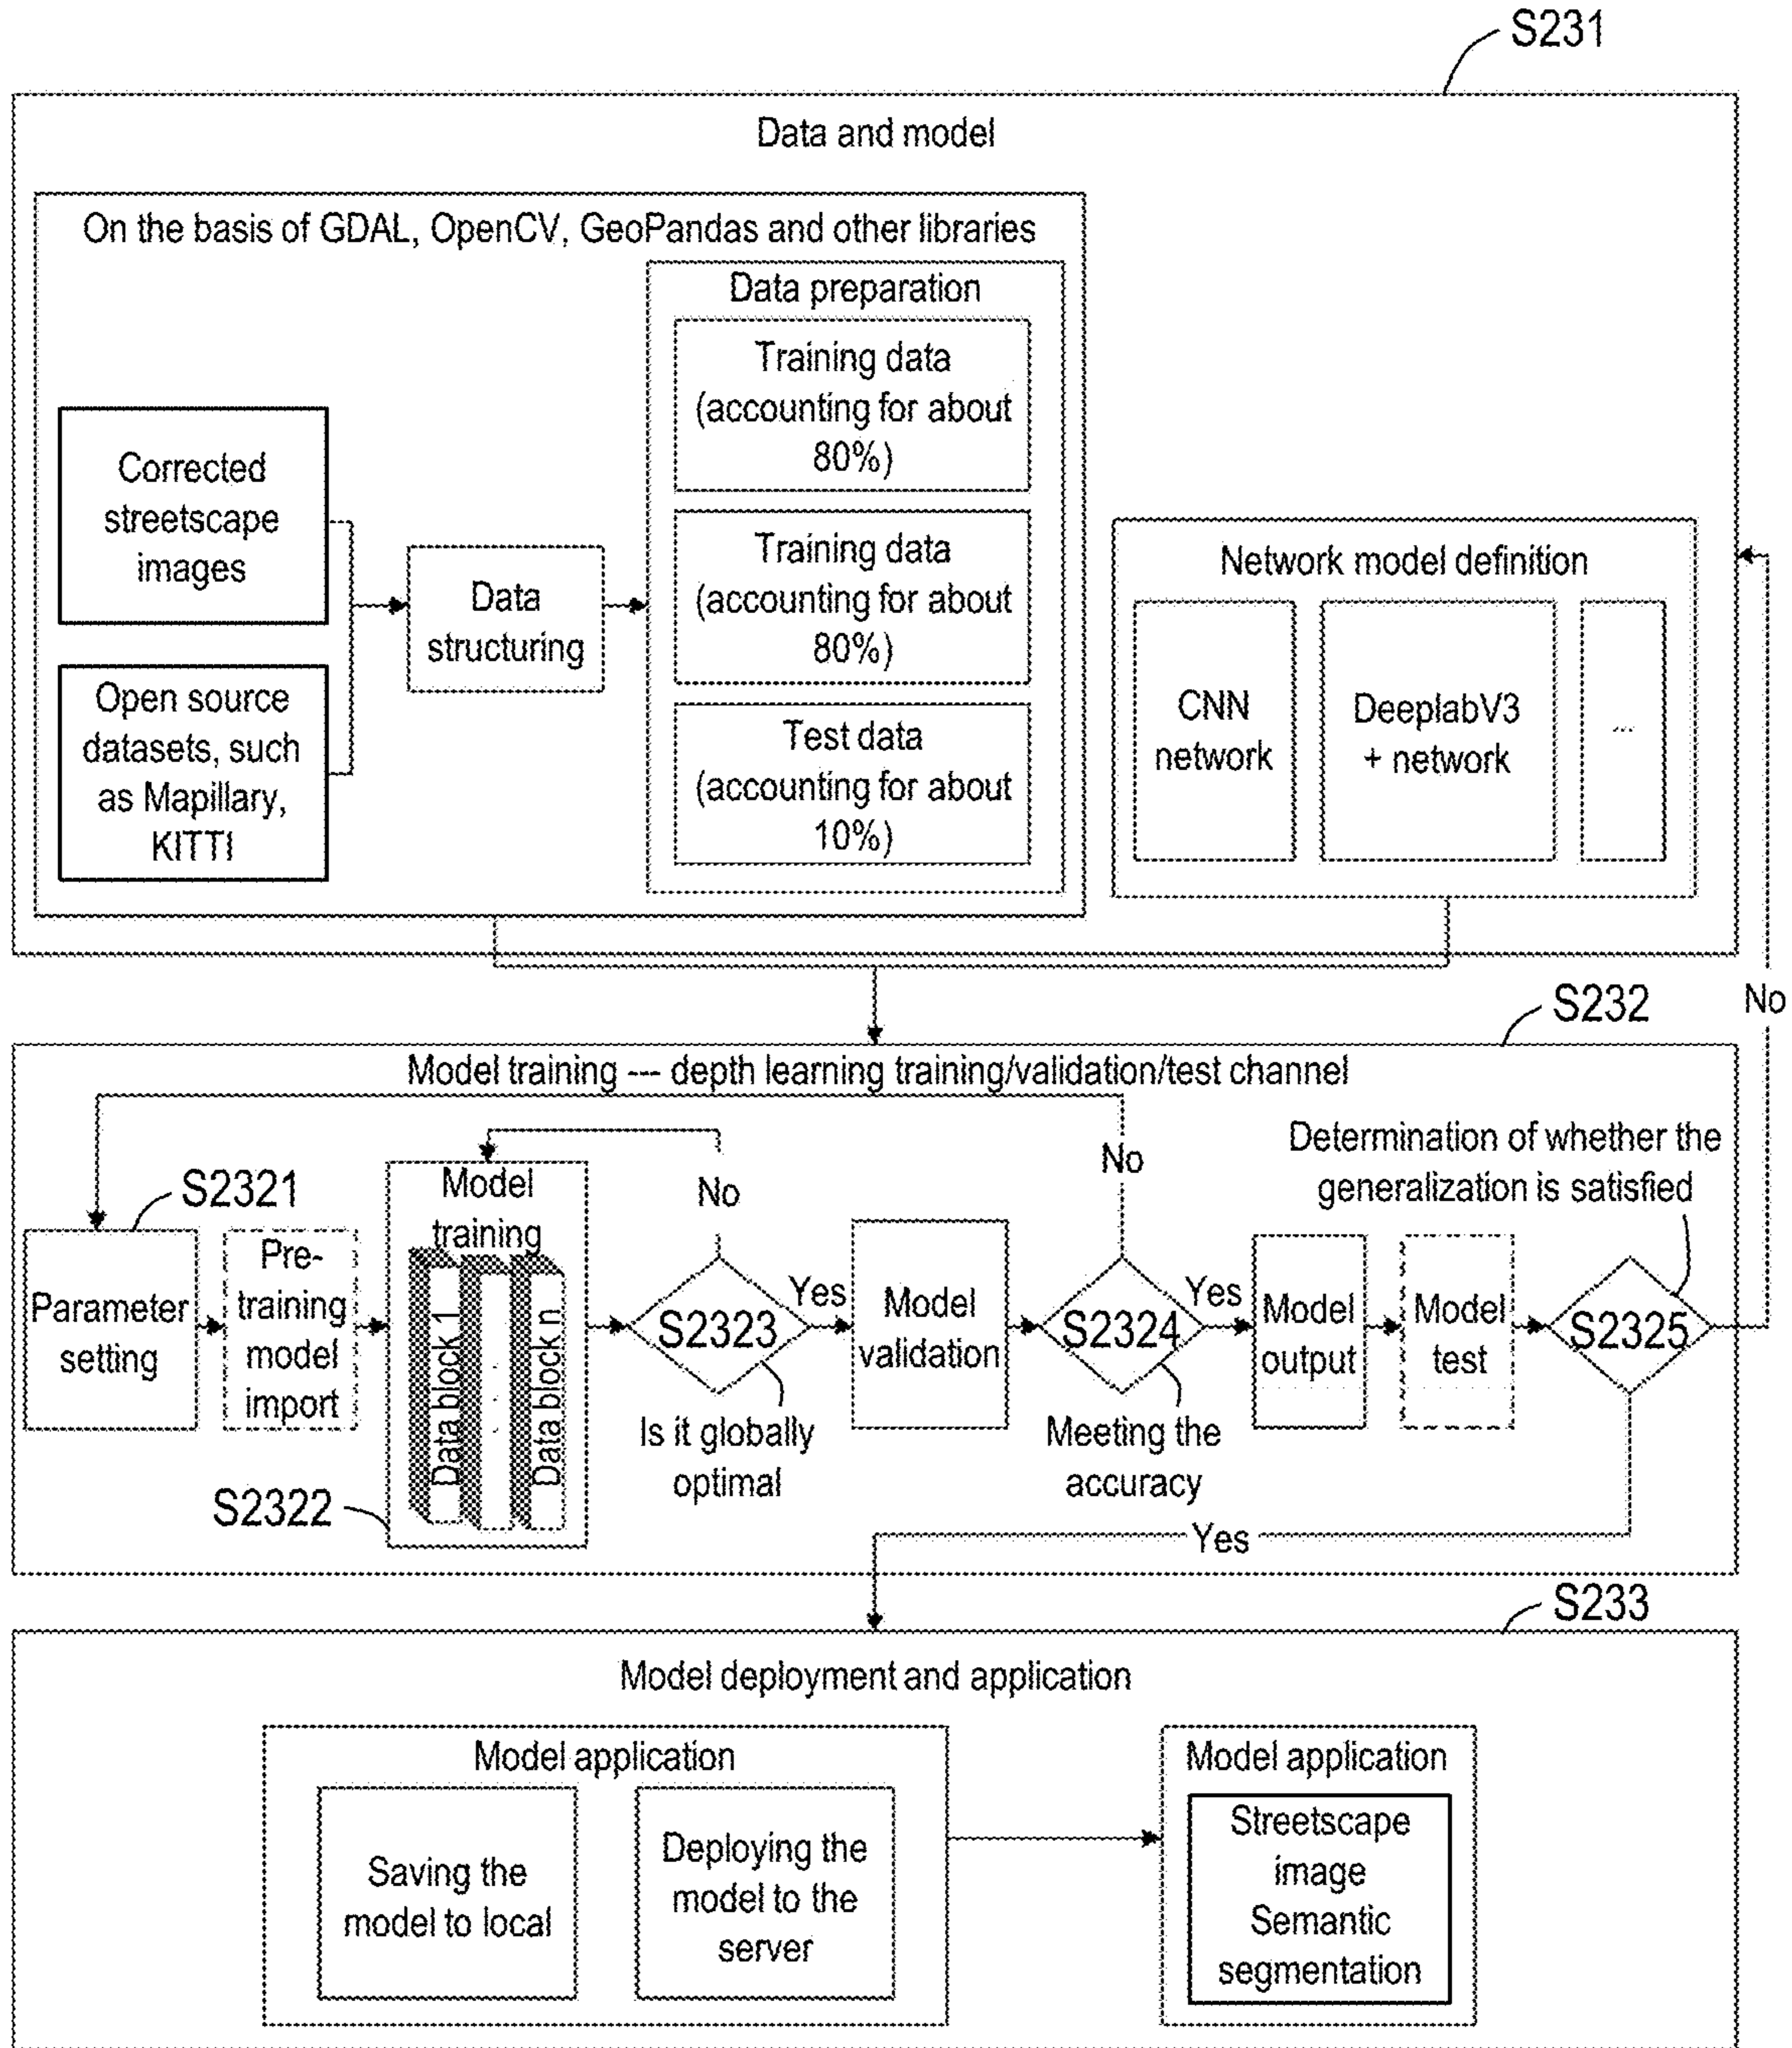 S231
Data and model
On the basis of GDAL, OpenCV, GeoPandas and other libraries
Data preparation
Training data
(accounting for about
80%)
Corrected
streetscape
images
Data
structuring
Training data
(accounting for about
80%)
Open source
datasets, such
as Mapillary,
KITTI
Test data
(accounting for about
10%)
Network model definition
CNN
network
DeeplabV3
+ network
...
No
S232
Model training --- depth learning training/validation/test channel
Determination of whether the
generalization is satisfied
S2321
Parameter
setting
Pre-
training
model
import
Model
training
Data block 1
...
Data block n
S2322
No
S2323
Is it globally
optimal
Yes
Model
validation
No
S2324
Meeting the
accuracy
Yes
Model
output
Model
test
S2325
Yes
S233
Model deployment and application
Model application
Saving the
model to local
Deploying the
model to the
server
Model application
Streetscape
image
Semantic
segmentation